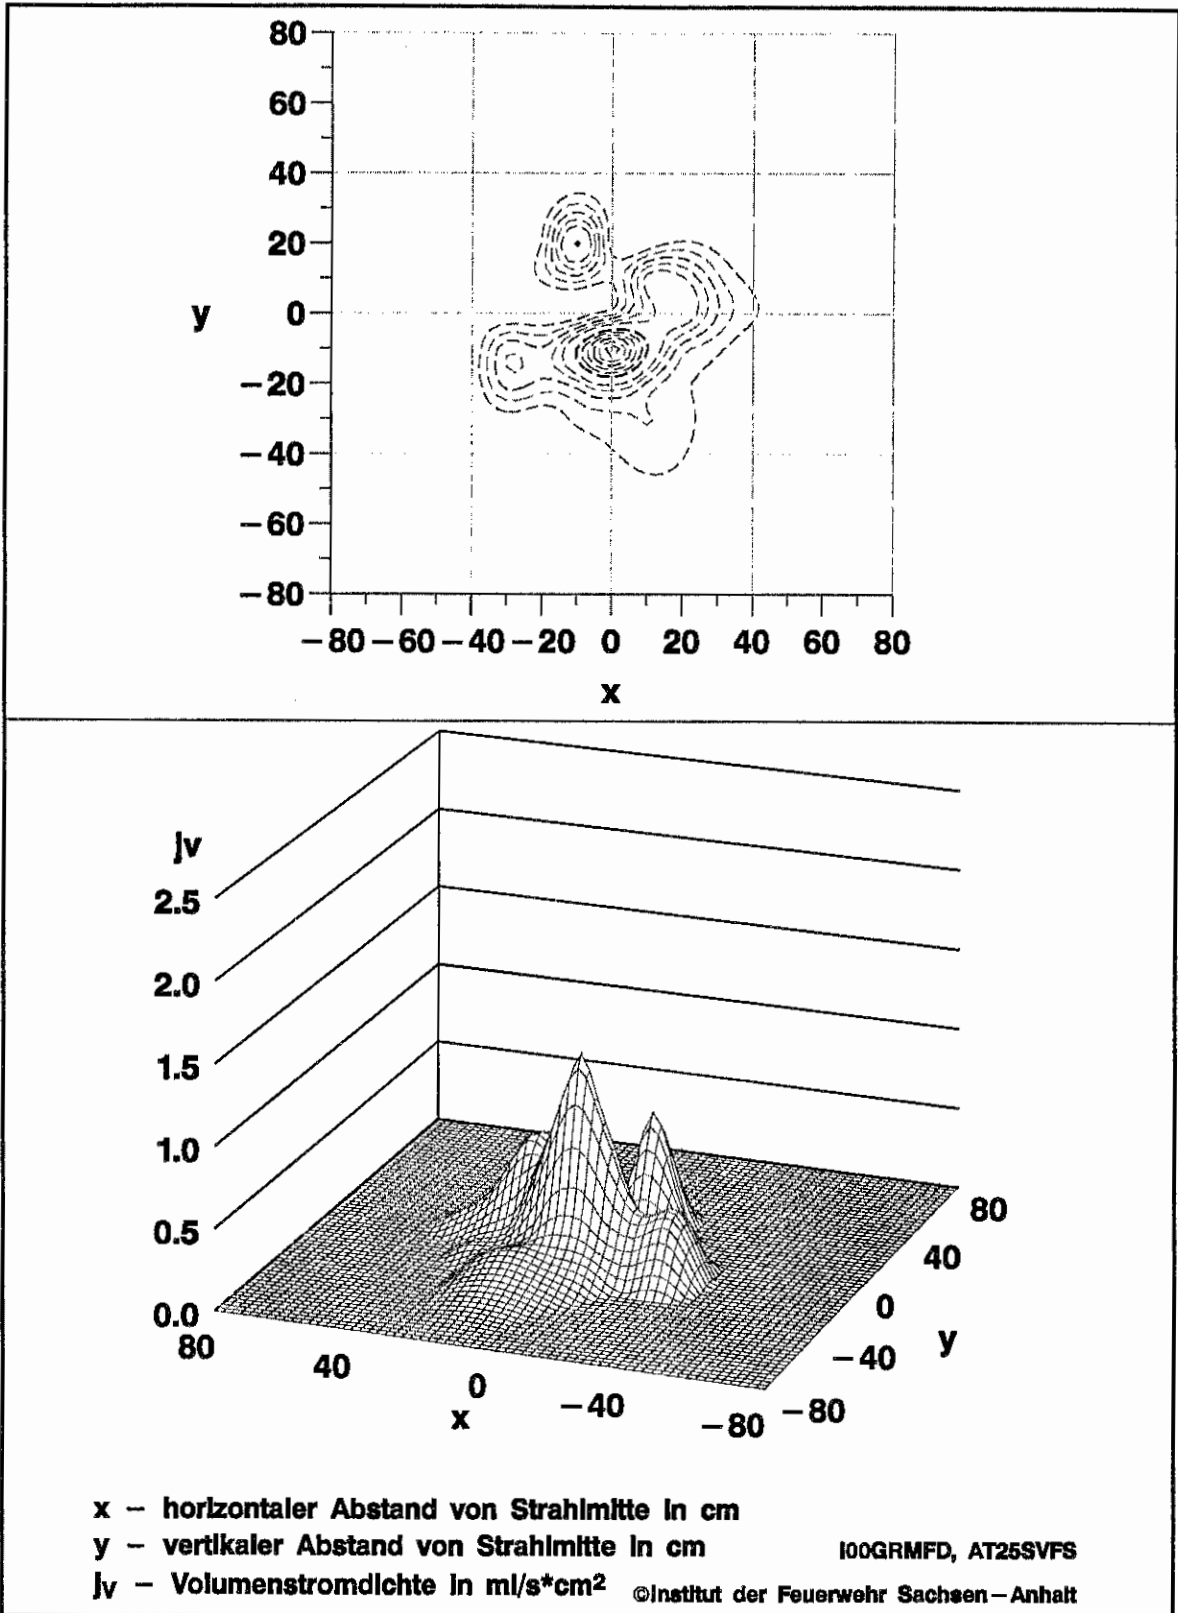 80
60
40
20
y 0
−20
−40
−60
−80
−80 −60 −40 −20 0 20 40 60 80
x
jv
2.5
2.0
1.5
1.0
0.5
0.0
80 40 0 −40 −80
x
80
40
0
−40
−80
y
x − horizontaler Abstand von Strahlmitte in cm
y − vertikaler Abstand von Strahlmitte in cm
I00GRMFD, AT25SVFS
jv − Volumenstromdichte in ml/s*cm²
©Institut der Feuerwehr Sachsen−Anhalt